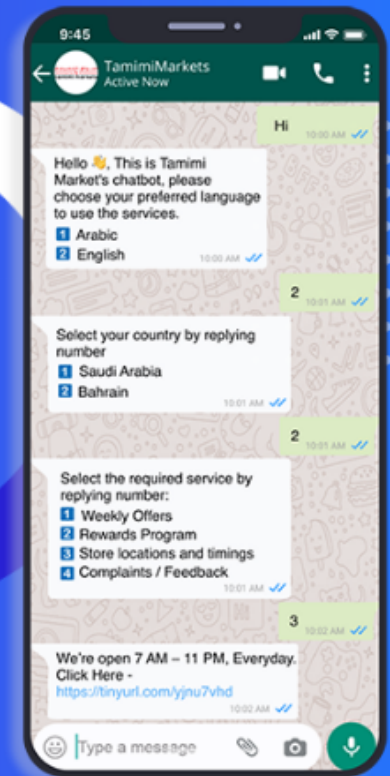 9:45
TamimiMarkets
Active Now
Hi
10:00 AM
Hello 👋, This is Tamimi
Market's chatbot, please
choose your preferred language
to use the services.
1 Arabic
2 English
10:00 AM
2
10:01 AM
Select your country by replying
number
1 Saudi Arabia
2 Bahrain
10:01 AM
2
10:01 AM
Select the required service by
replying number:
1 Weekly Offers
2 Rewards Program
3 Store locations and timings
4 Complaints / Feedback
10:01 AM
3
10:02 AM
We're open 7 AM – 11 PM, Everyday.
Click Here -
https://tinyurl.com/yjnu7vhd
10:02 AM
Type a message